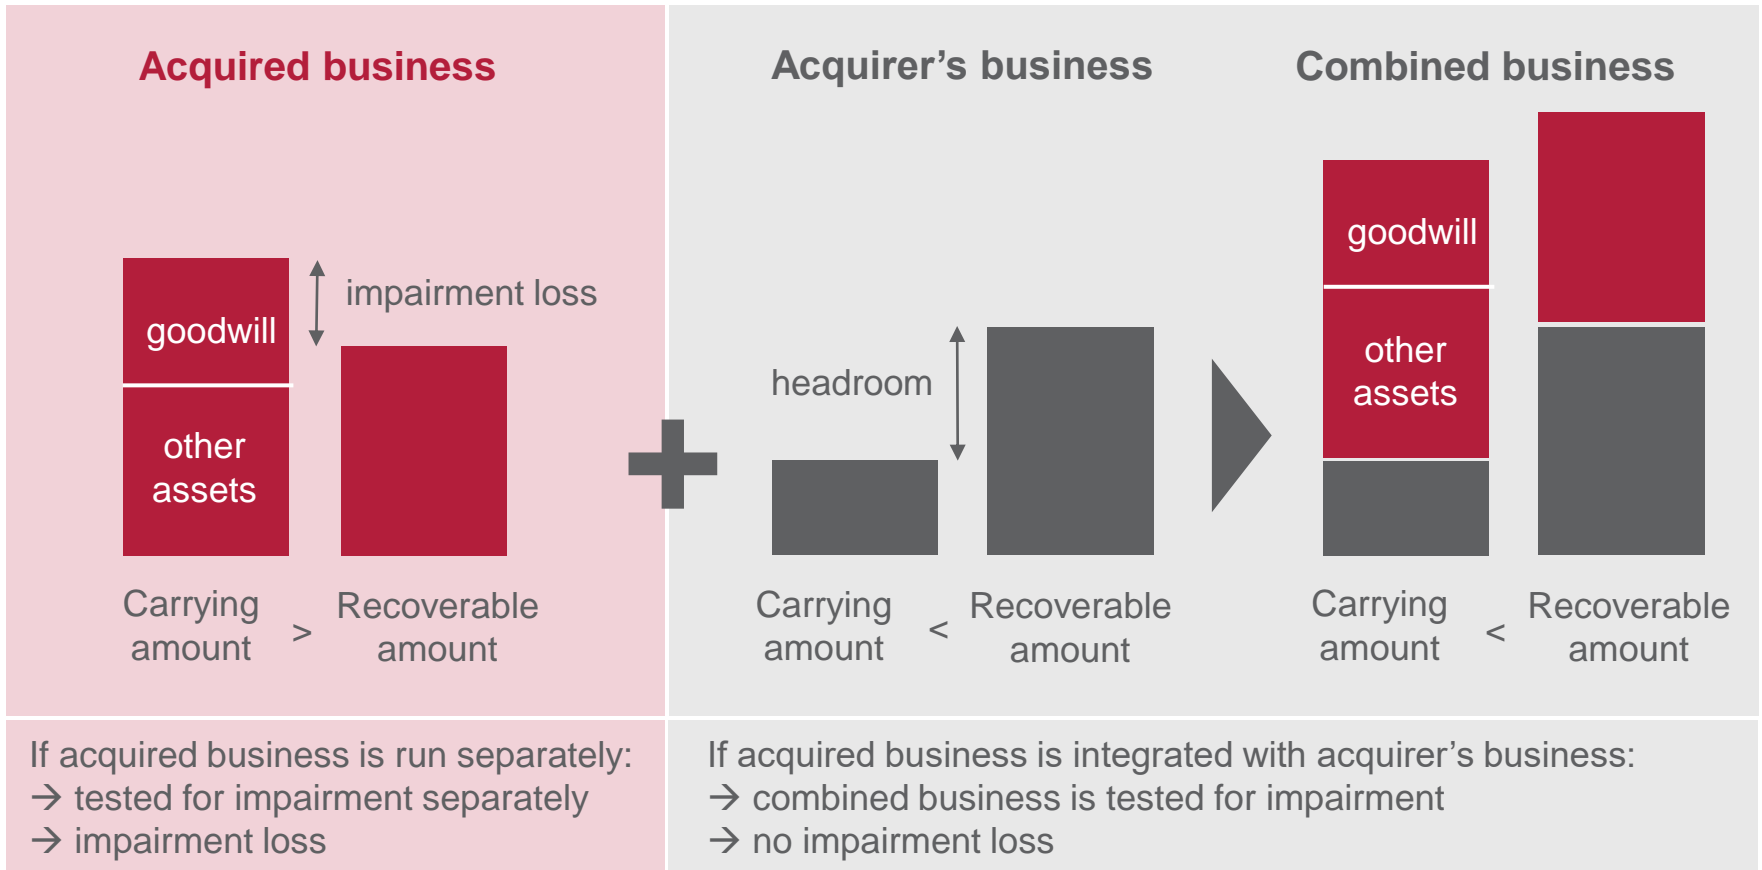 Acquired business
goodwill
other
assets
impairment loss
Carrying
amount
>
Recoverable
amount
If acquired business is run separately:
→ tested for impairment separately
→ impairment loss
Acquirer’s business
headroom
Carrying
amount
<
Recoverable
amount
Combined business
goodwill
other
assets
Carrying
amount
<
Recoverable
amount
If acquired business is integrated with acquirer’s business:
→ combined business is tested for impairment
→ no impairment loss